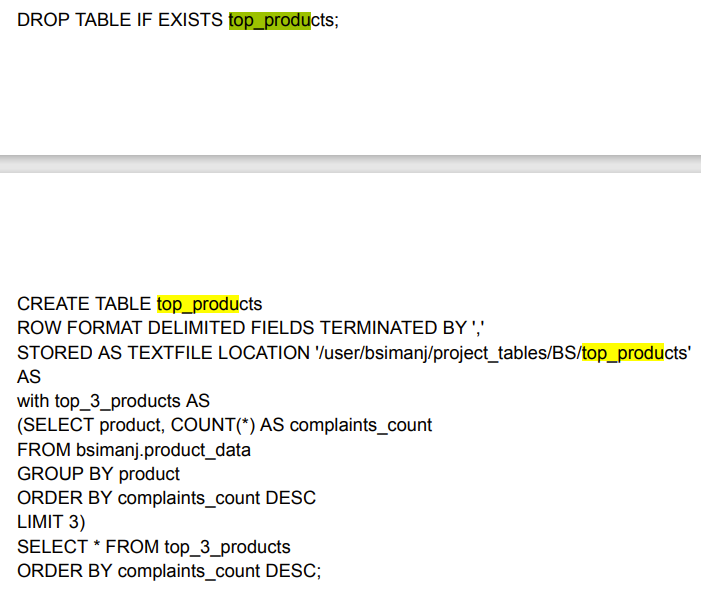 DROP TABLE IF EXISTS top_products;
CREATE TABLE top_products
ROW FORMAT DELIMITED FIELDS TERMINATED BY ','
STORED AS TEXTFILE LOCATION '/user/bsimanj/project_tables/BS/top_products'
AS
with top_3_products AS
(SELECT product, COUNT(*) AS complaints_count
FROM bsimanj.product_data
GROUP BY product
ORDER BY complaints_count DESC
LIMIT 3)
SELECT * FROM top_3_products
ORDER BY complaints_count DESC;